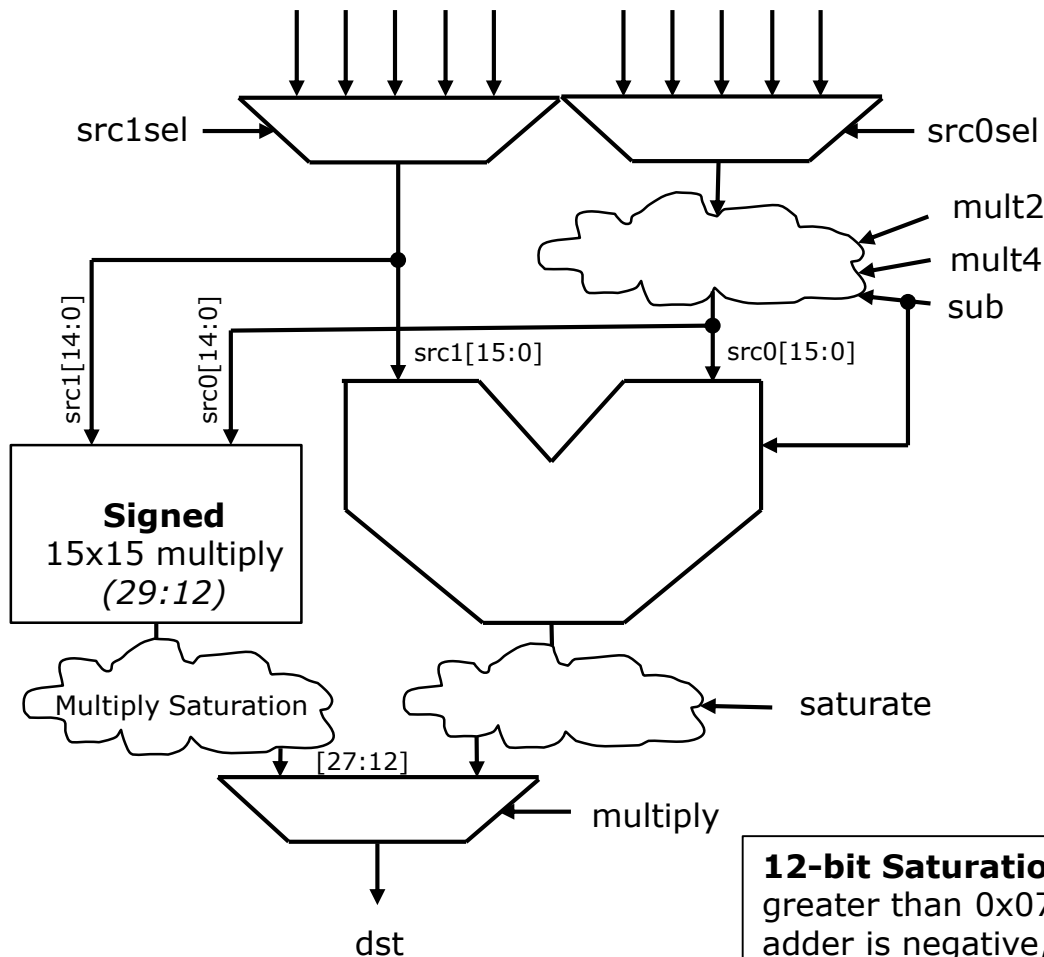 src1sel
src0sel
mult2
mult4
sub
src1[14:0]
src0[14:0]
src1[15:0]
src0[15:0]
Signed
15x15 multiply
(29:12)
Multiply Saturation
saturate
[27:12]
multiply
12-bit Saturatio
greater than 0x07
adder is negative,
dst